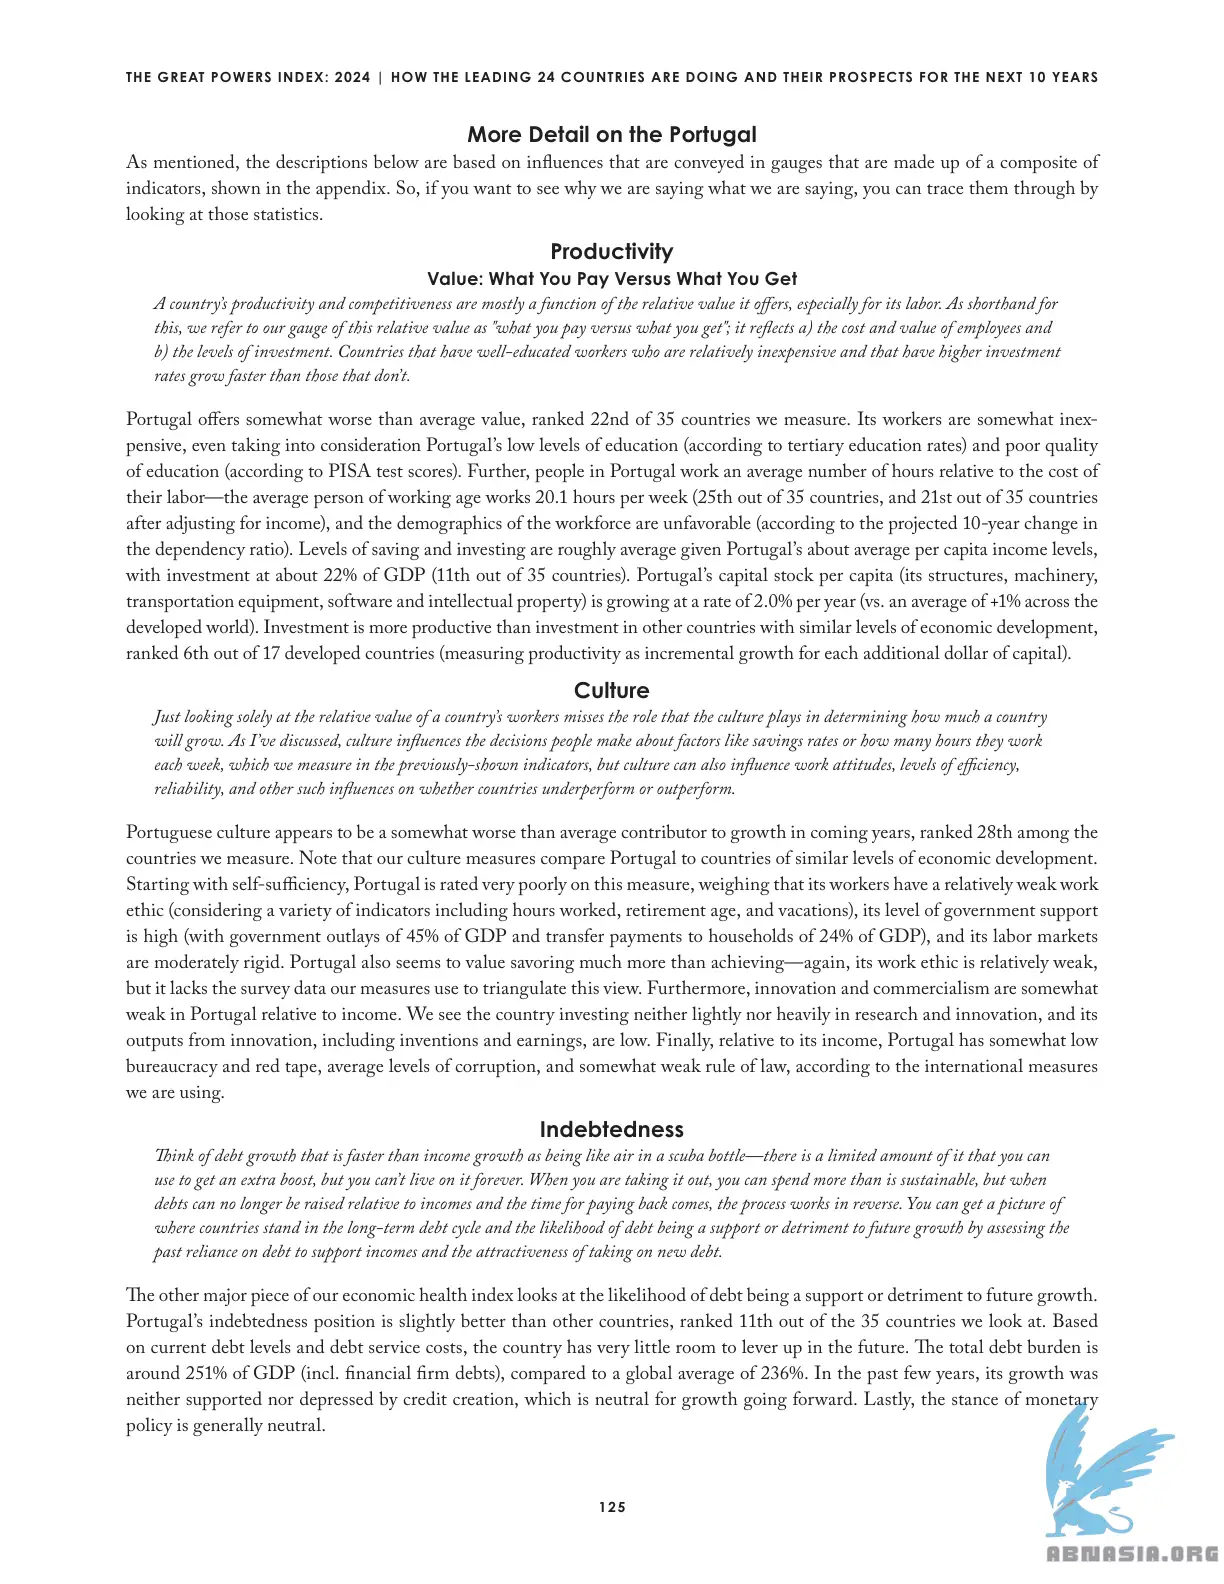 THE GREAT POWERS INDEX: 2024 | HOW THE LEADING 24 COUNTRIES ARE DOING AND THEIR PROSPECTS FOR THE NEXT 10 YEARS
More Detail on the Portugal
As mentioned, the descriptions below are based on influences that are conveyed in gauges that are made up of a composite of
indicators, shown in the appendix. So, if you want to see why we are saying what we are saying, you can trace them through by
looking at those statistics.
Productivity
Value: What You Pay Versus What You Get
A country's productivity and competitiveness are mostly a function of the relative value it offers, especially for its labor. As shorthand for
this, we refer to our gauge of this relative value as "what you pay versus what you get"; it reflects a) the cost and value of employees and
b) the levels of investment. Countries that have well-educated workers who are relatively inexpensive and that have higher investment
rates grow faster than those that don't.
Portugal offers somewhat worse than average value, ranked 22nd of 35 countries we measure. Its workers are somewhat inex-
pensive, even taking into consideration Portugal's low levels of education (according to tertiary education rates) and poor quality
of education (according to PISA test scores). Further, people in Portugal work an average number of hours relative to the cost of
their labor—the average person of working age works 20.1 hours per week (25th out of 35 countries, and 21st out of 35 countries
after adjusting for income), and the demographics of the workforce are unfavorable (according to the projected 10-year change in
the dependency ratio). Levels of saving and investing are roughly average given Portugal's about average per capita income levels,
with investment at about 22% of GDP (11th out of 35 countries). Portugal's capital stock per capita (its structures, machinery,
transportation equipment, software and intellectual property) is growing at a rate of 2.0% per year (vs. an average of +1% across the
developed world). Investment is more productive than investment in other countries with similar levels of economic development,
ranked 6th out of 17 developed countries (measuring productivity as incremental growth for each additional dollar of capital).
Culture
Just looking solely at the relative value of a country's workers misses the role that the culture plays in determining how much a country
will grow. As I've discussed, culture influences the decisions people make about factors like savings rates or how many hours they work
each week, which we measure in the previously-shown indicators, but culture can also influence work attitudes, levels of efficiency,
reliability, and other such influences on whether countries underperform or outperform.
Portuguese culture appears to be a somewhat worse than average contributor to growth in coming years, ranked 28th among the
countries we measure. Note that our culture measures compare Portugal to countries of similar levels of economic development.
Starting with self-sufficiency, Portugal is rated very poorly on this measure, weighing that its workers have a relatively weak work
ethic (considering a variety of indicators including hours worked, retirement age, and vacations), its level of government support
is high (with government outlays of 45% of GDP and transfer payments to households of 24% of GDP), and its labor markets
are moderately rigid. Portugal also seems to value savoring much more than achieving—again, its work ethic is relatively weak,
but it lacks the survey data our measures use to triangulate this view. Furthermore, innovation and commercialism are somewhat
weak in Portugal relative to income. We see the country investing neither lightly nor heavily in research and innovation, and its
outputs from innovation, including inventions and earnings, are low. Finally, relative to its income, Portugal has somewhat low
bureaucracy and red tape, average levels of corruption, and somewhat weak rule of law, according to the international measures
we are using.
Indebtedness
Think of debt growth that is faster than income growth as being like air in a scuba bottle—there is a limited amount of it that you can
use to get an extra boost, but you can't live on it forever. When you are taking it out, you can spend more than is sustainable, but when
debts can no longer be raised relative to incomes and the time for paying back comes, the process works in reverse. You can get a picture of
where countries stand in the long-term debt cycle and the likelihood of debt being a support or detriment to future growth by assessing the
past reliance on debt to support incomes and the attractiveness of taking on new debt.
The other major piece of our economic health index looks at the likelihood of debt being a support or detriment to future growth.
Portugal's indebtedness position is slightly better than other countries, ranked 11th out of the 35 countries we look at. Based
on current debt levels and debt service costs, the country has very little room to lever up in the future. The total debt burden is
around 251% of GDP (incl. financial firm debts), compared to a global average of 236%. In the past few years, its growth was
neither supported nor depressed by credit creation, which is neutral for growth going forward. Lastly, the stance of monetary
policy is generally neutral.
125
ABNASIA.ORG